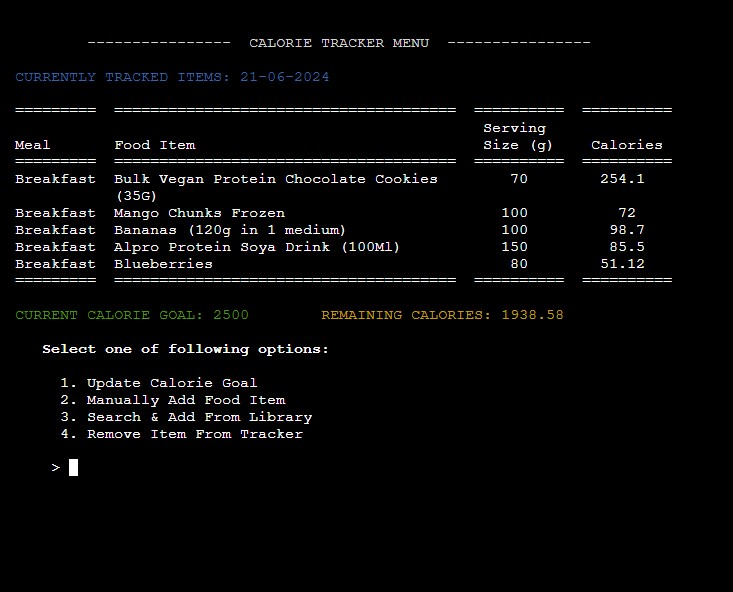 ---------------- CALORIE TRACKER MENU ----------------
CURRENTLY TRACKED ITEMS: 21-06-2024
========= ====================================== ========== ==========
Serving
Meal Food Item Size (g) Calories
========= ====================================== ========== ==========
Breakfast Bulk Vegan Protein Chocolate Cookies 70 254.1
(35G)
Breakfast Mango Chunks Frozen 100 72
Breakfast Bananas (120g in 1 medium) 100 98.7
Breakfast Alpro Protein Soya Drink (100Ml) 150 85.5
Breakfast Blueberries 80 51.12
========= ====================================== ========== ==========
CURRENT CALORIE GOAL: 2500 REMAINING CALORIES: 1938.58
Select one of following options:
1. Update Calorie Goal
2. Manually Add Food Item
3. Search & Add From Library
4. Remove Item From Tracker
>